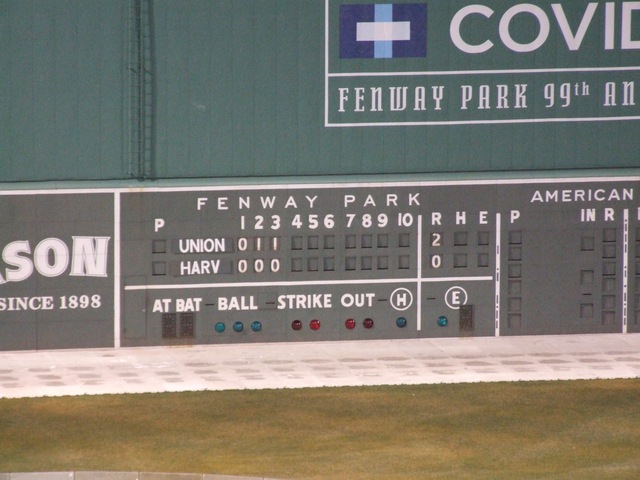 COVID
FENWAY PARK 99th AN
FENWAY PARK
AMERICAN
P 1 2 3 4 5 6 7 8 9 10 R H E P IN R
UNION 0 1 1 2
HARV 0 0 0 0
SON
SINCE 1898
AT BAT BALL STRIKE OUT H E